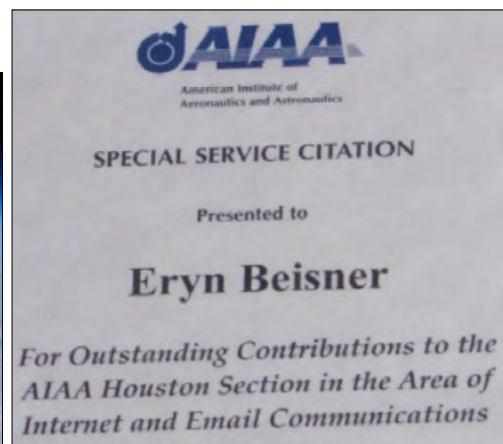 AIAA
American Institute of
Aeronautics and Astronautics
SPECIAL SERVICE CITATION
Presented to
Eryn Beisner
For Outstanding Contributions to the
AIAA Houston Section in the Area of
Internet and Email Communications